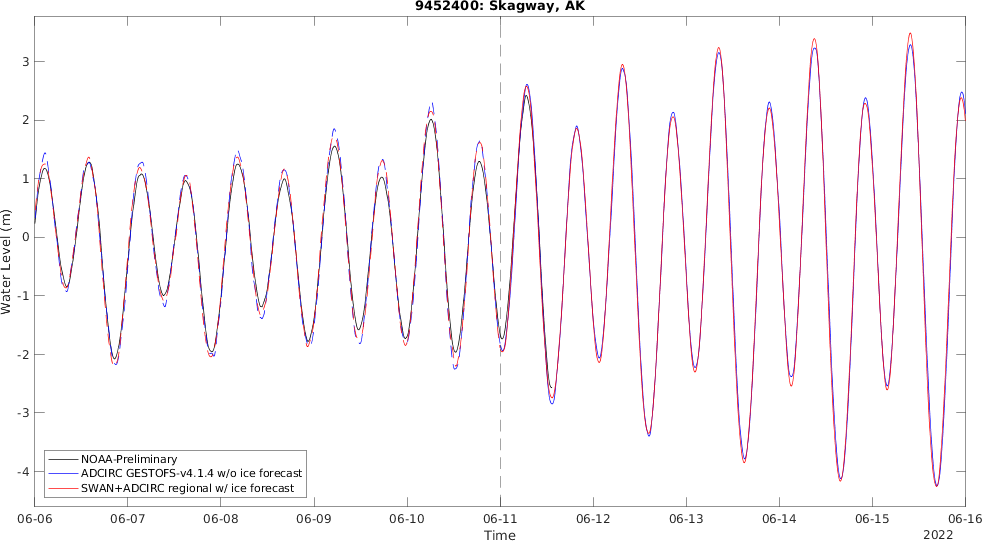 9452400: Skagway, AK
Water Level (m)
3
2
1
0
-1
-2
-3
-4
NOAA-Preliminary
ADCIRC GESTOFS-v4.1.4 w/o ice forecast
SWAN+ADCIRC regional w/ ice forecast
06-06 06-07 06-08 06-09 06-10 06-11 06-12 06-13 06-14 06-15 06-16
Time
2022